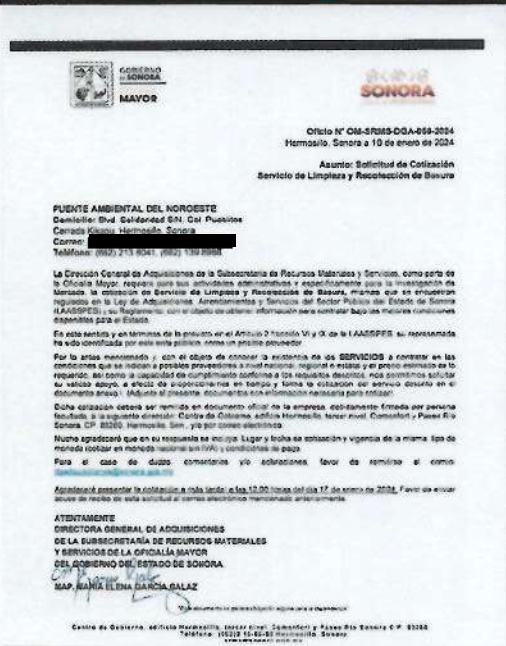 GOBIERNO
DE SONORA
MAYOR
SONORA
Oficio N° OM-SRMS-DGA-059-2024
Hermosillo, Sonora a 10 de enero de 2024
Asunto: Solicitud de Cotización
Servicio de Limpieza y Recolección de Basura
PUENTE AMBIENTAL DEL NOROESTE
Domicilio: Blvd. Solidaridad S/N, Col. Pueblitos
Cerrada Kikapu, Hermosillo, Sonora
Correo:
Teléfono: (662) 213 8041, (662) 139
La Dirección General de Adquisiciones de la Subsecretaría de Recursos Materiales y Servicios, como parte de
la Oficialía Mayor, requiere para sus actividades administrativas y específicamente para la Investigación de
Mercado, la cotización de Servicio de Limpieza y Recolección de Basura, mismos que se encuentran
regulados en la Ley de Adquisiciones, Arrendamientos y Servicios del Sector Público del Estado de Sonora
(LAASSPES) y su Reglamento, con el objeto de obtener información para contratar bajo las mejores condiciones
disponibles para el Estado.
En este sentido y en términos de lo previsto en el Artículo 2 fracción VI y IX de la LAASSPES, su representada
ha sido identificada por este ente público, como un posible proveedor.
Por lo antes mencionado y, con el objeto de conocer la existencia de los SERVICIOS a contratar en las
condiciones que se indican a posibles proveedores a nivel nacional, regional o estatal y el precio estimado de lo
requerido, así como la capacidad de cumplimiento conforme a los requisitos descritos, nos permitimos solicitar
su valioso apoyo, a efecto de proporcionarnos en tiempo y forma la cotización del servicio descrito en el
documento anexo 1. (Adjunto al presente, documentos con información necesaria para cotizar).
Dicha cotización deberá ser remitida en documento oficial de la empresa, debidamente firmada por persona
facultada, a la siguiente dirección: Centro de Gobierno, edificio Hermosillo tercer nivel, Comonfort y Paseo Río
Sonora, CP. 83280, Hermosillo, Son., y/o por correo electrónico.
Mucho agradeceré que en su respuesta se incluya: Lugar y fecha de cotización y vigencia de la misma, tipo de
moneda (cotizar en moneda nacional sin IVA) y condiciones de pago.
Para el caso de dudas, comentarios y/o aclaraciones, favor de remitirse al correo:
Agradeceré presentar la cotización a más tardar a las 12:00 horas del día 17 de enero de 2024. Favor de enviar
acuse de recibo de esta solicitud al correo electrónico mencionado anteriormente.
ATENTAMENTE
DIRECTORA GENERAL DE ADQUISICIONES
DE LA SUBSECRETARÍA DE RECURSOS MATERIALES
Y SERVICIOS DE LA OFICIALÍA MAYOR
DEL GOBIERNO DEL ESTADO DE SONORA
MAP. MARÍA ELENA GARCÍA GALAZ
Este documento no genera obligación alguna para la dependencia
Centro de Gobierno, edificio Hermosillo, tercer nivel, Comonfort y Paseo Río Sonora C.P. 83280
Hermosillo, Sonora